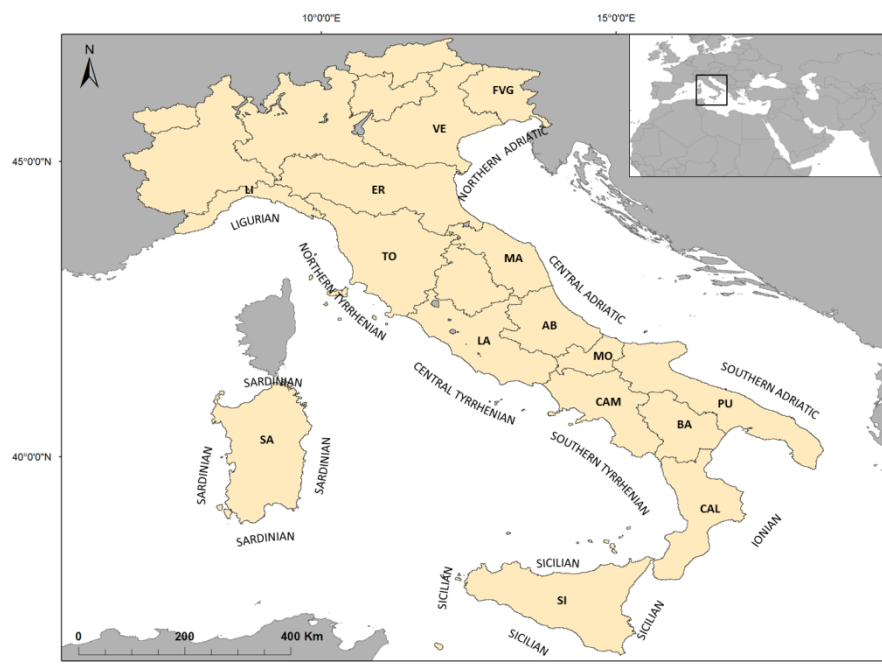 10°0'0"E
15°0'0"E
N
FVG
VE
45°0'0"N
NORTHERN ADRIATIC
LI
ER
LIGURIAN
TO
MA
NORTHERN TYRRHENIAN
CENTRAL ADRIATIC
AB
LA
MO
SARDINIAN
CENTRAL TYRRHENIAN
SOUTHERN ADRIATIC
CAM
PU
BA
SA
40°0'0"N
SARDINIAN
SARDINIAN
SOUTHERN TYRRHENIAN
CAL
IONIAN
SARDINIAN
SICILIAN
SICILIAN
SI
SICILIAN
SICILIAN
0 200 400 Km